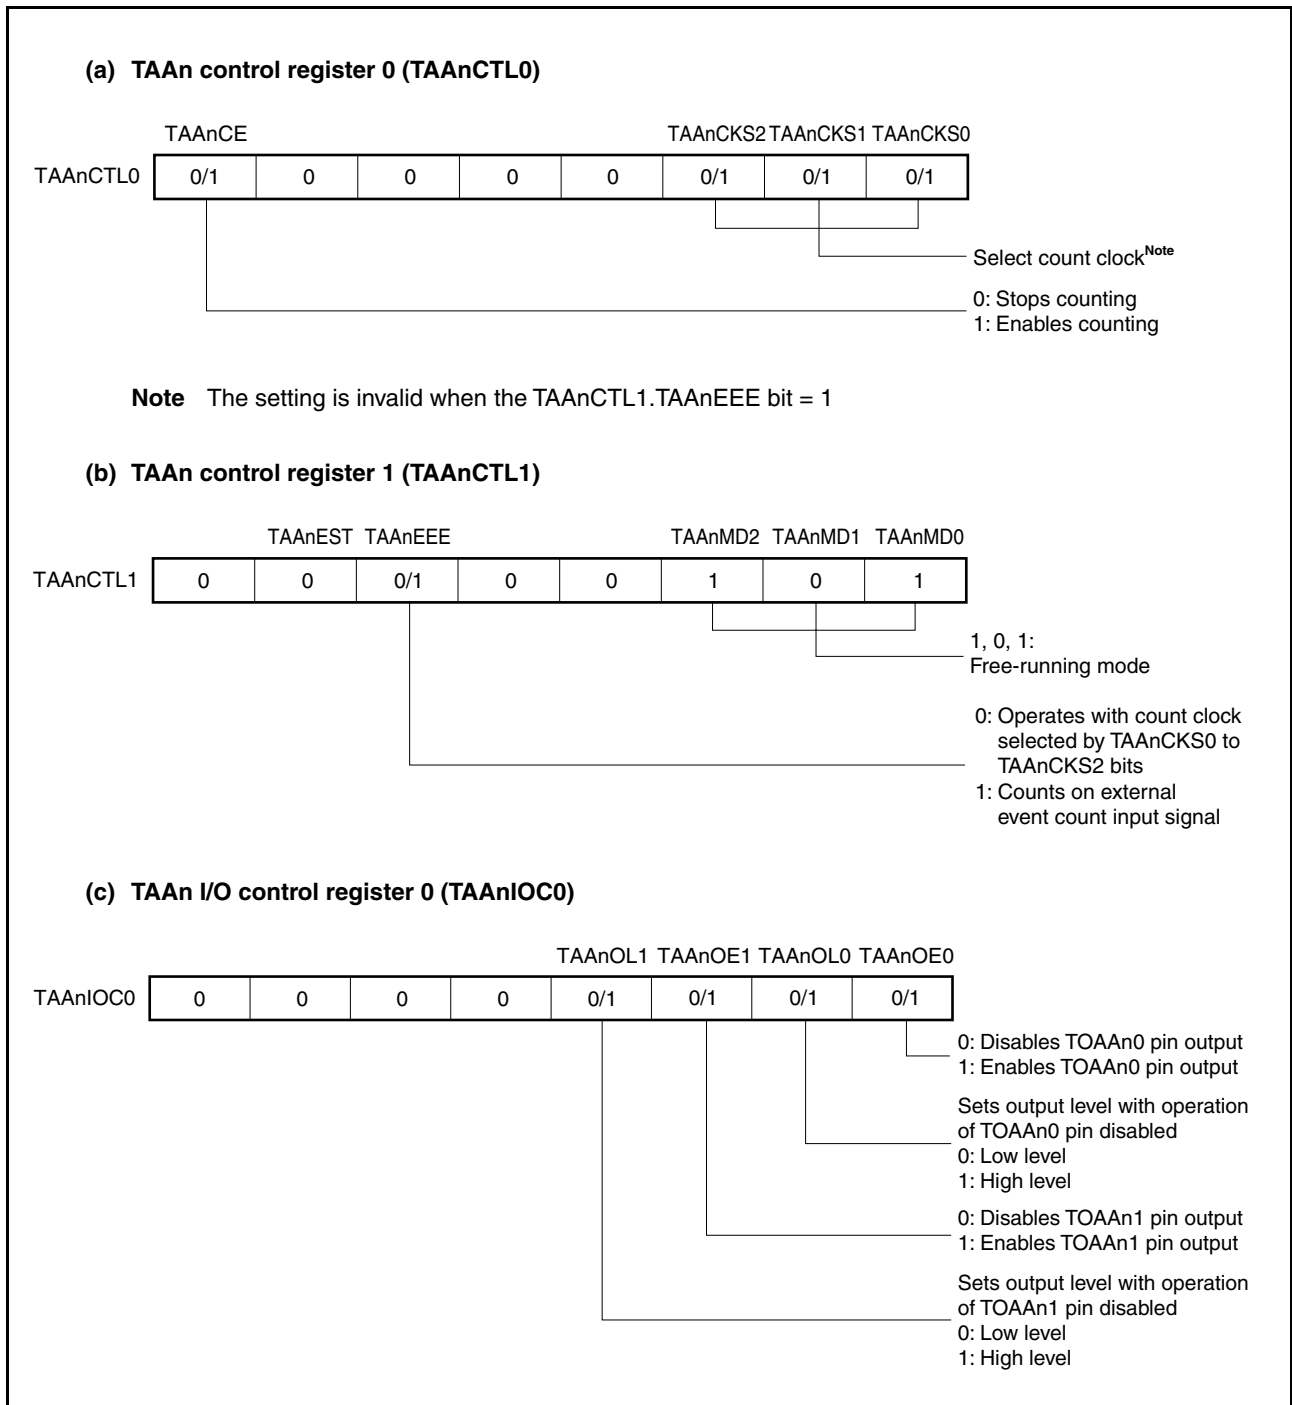 (a) TAAn control register 0 (TAAnCTL0)
TAAnCE TAAnCKS2 TAAnCKS1 TAAnCKS0
TAAnCTL0 0/1 0 0 0 0 0/1 0/1 0/1
Select count clockNote
0: Stops counting
1: Enables counting
Note The setting is invalid when the TAAnCTL1.TAAnEEE bit = 1
(b) TAAn control register 1 (TAAnCTL1)
TAAnEST TAAnEEE TAAnMD2 TAAnMD1 TAAnMD0
TAAnCTL1 0 0 0/1 0 0 1 0 1
1, 0, 1:
Free-running mode
0: Operates with count clock
selected by TAAnCKS0 to
TAAnCKS2 bits
1: Counts on external
event count input signal
(c) TAAn I/O control register 0 (TAAnIOC0)
TAAnOL1 TAAnOE1 TAAnOL0 TAAnOE0
TAAnIOC0 0 0 0 0 0/1 0/1 0/1 0/1
0: Disables TOAAn0 pin output
1: Enables TOAAn0 pin output
Sets output level with operation
of TOAAn0 pin disabled
0: Low level
1: High level
0: Disables TOAAn1 pin output
1: Enables TOAAn1 pin output
Sets output level with operation
of TOAAn1 pin disabled
0: Low level
1: High level